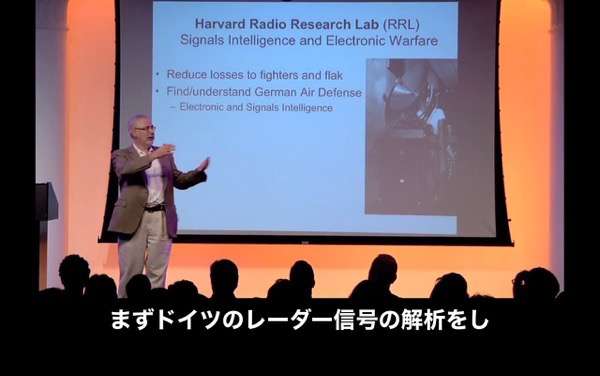 Harvard Radio Research Lab (RRL)
Signals Intelligence and Electronic Warfare
• Reduce losses to fighters and flak
• Find/understand German Air Defense
– Electronic and Signals Intelligence
まずドイツのレーダー信号の解析をし